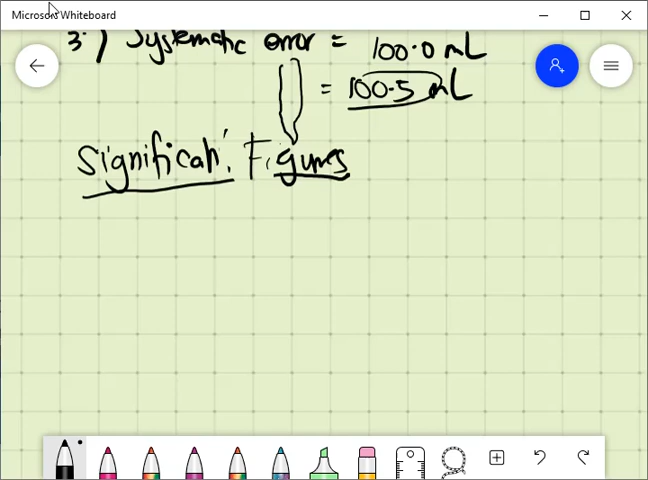 Microsoft Whiteboard
3.) Systematic error = 100.0 mL
= 100.5 mL
Significant Figures